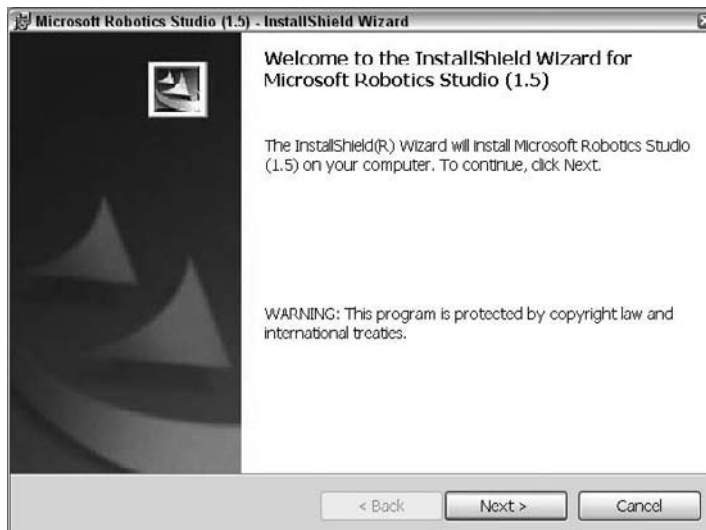 Microsoft Robotics Studio (1.5) - InstallShield Wizard
Welcome to the InstallShield Wizard for
Microsoft Robotics Studio (1.5)
The InstallShield(R) Wizard will install Microsoft Robotics Studio
(1.5) on your computer. To continue, click Next.
WARNING: This program is protected by copyright law and
international treaties.
< Back
Next >
Cancel